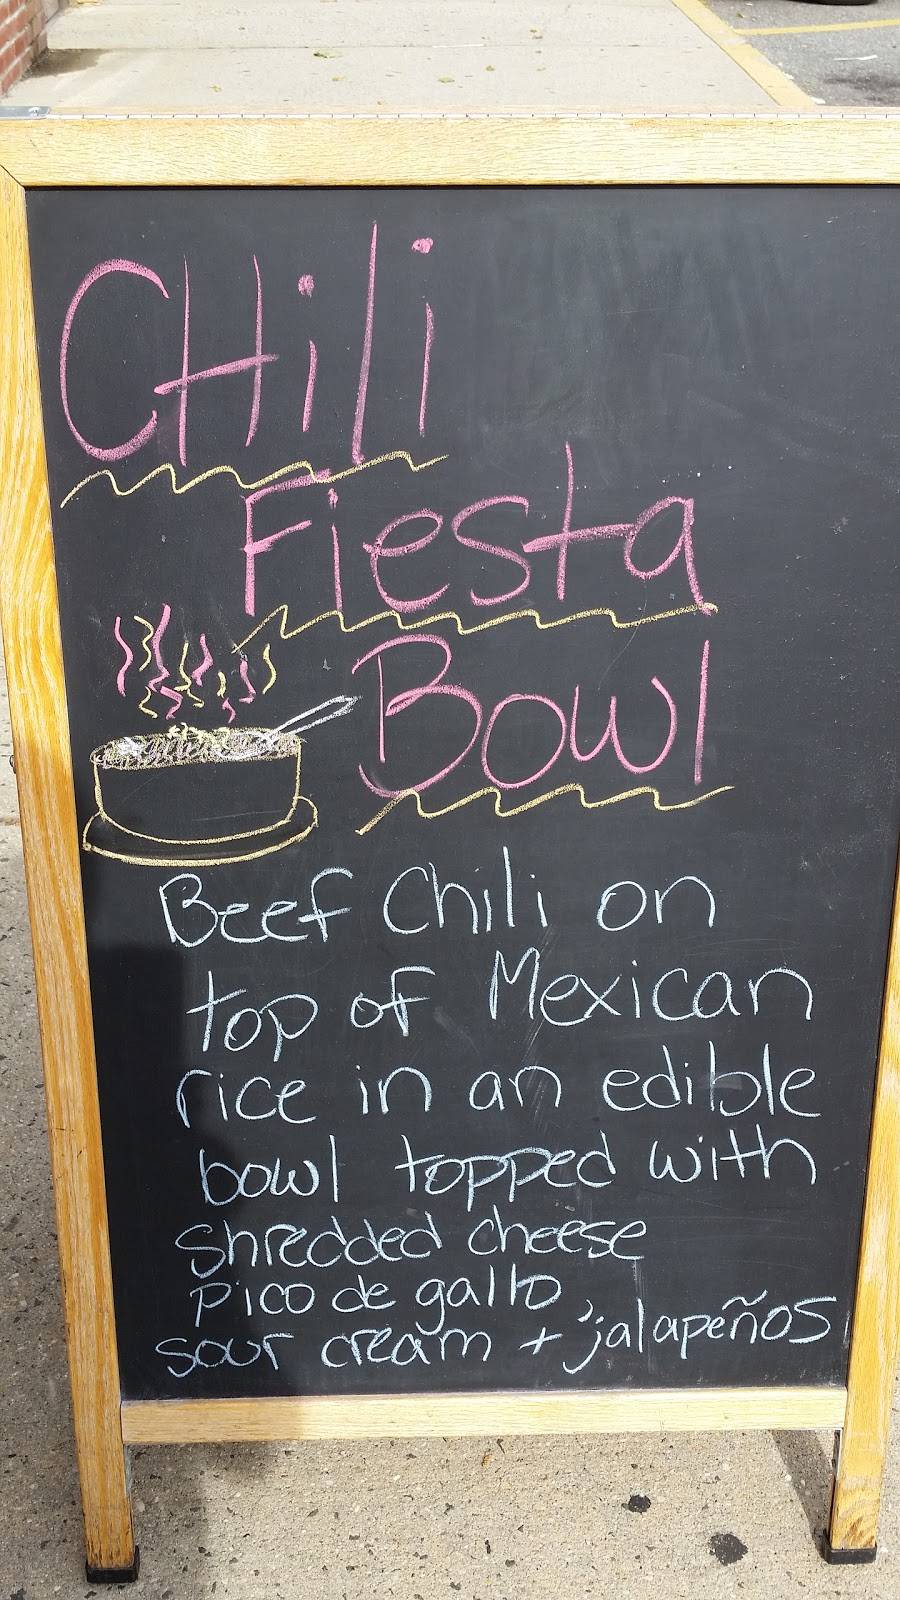 CHili
Fiesta
Bowl
Beef Chili on
top of Mexican
rice in an edible
bowl topped with
shredded cheese
pico de gallo,
sour cream + jalapeños